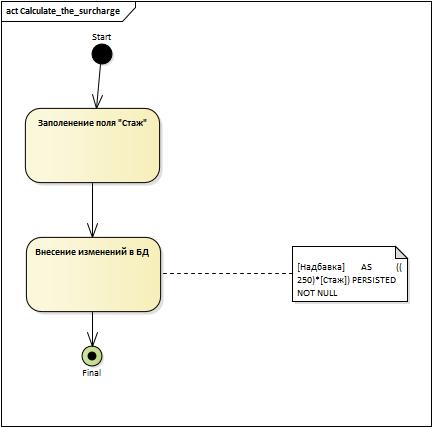 act Calculate_the_surcharge
Start
Заполенение поля "Стаж"
Внесение изменений в БД
[Надбавка] AS ((
250)*[Стаж]) PERSISTED
NOT NULL
Final